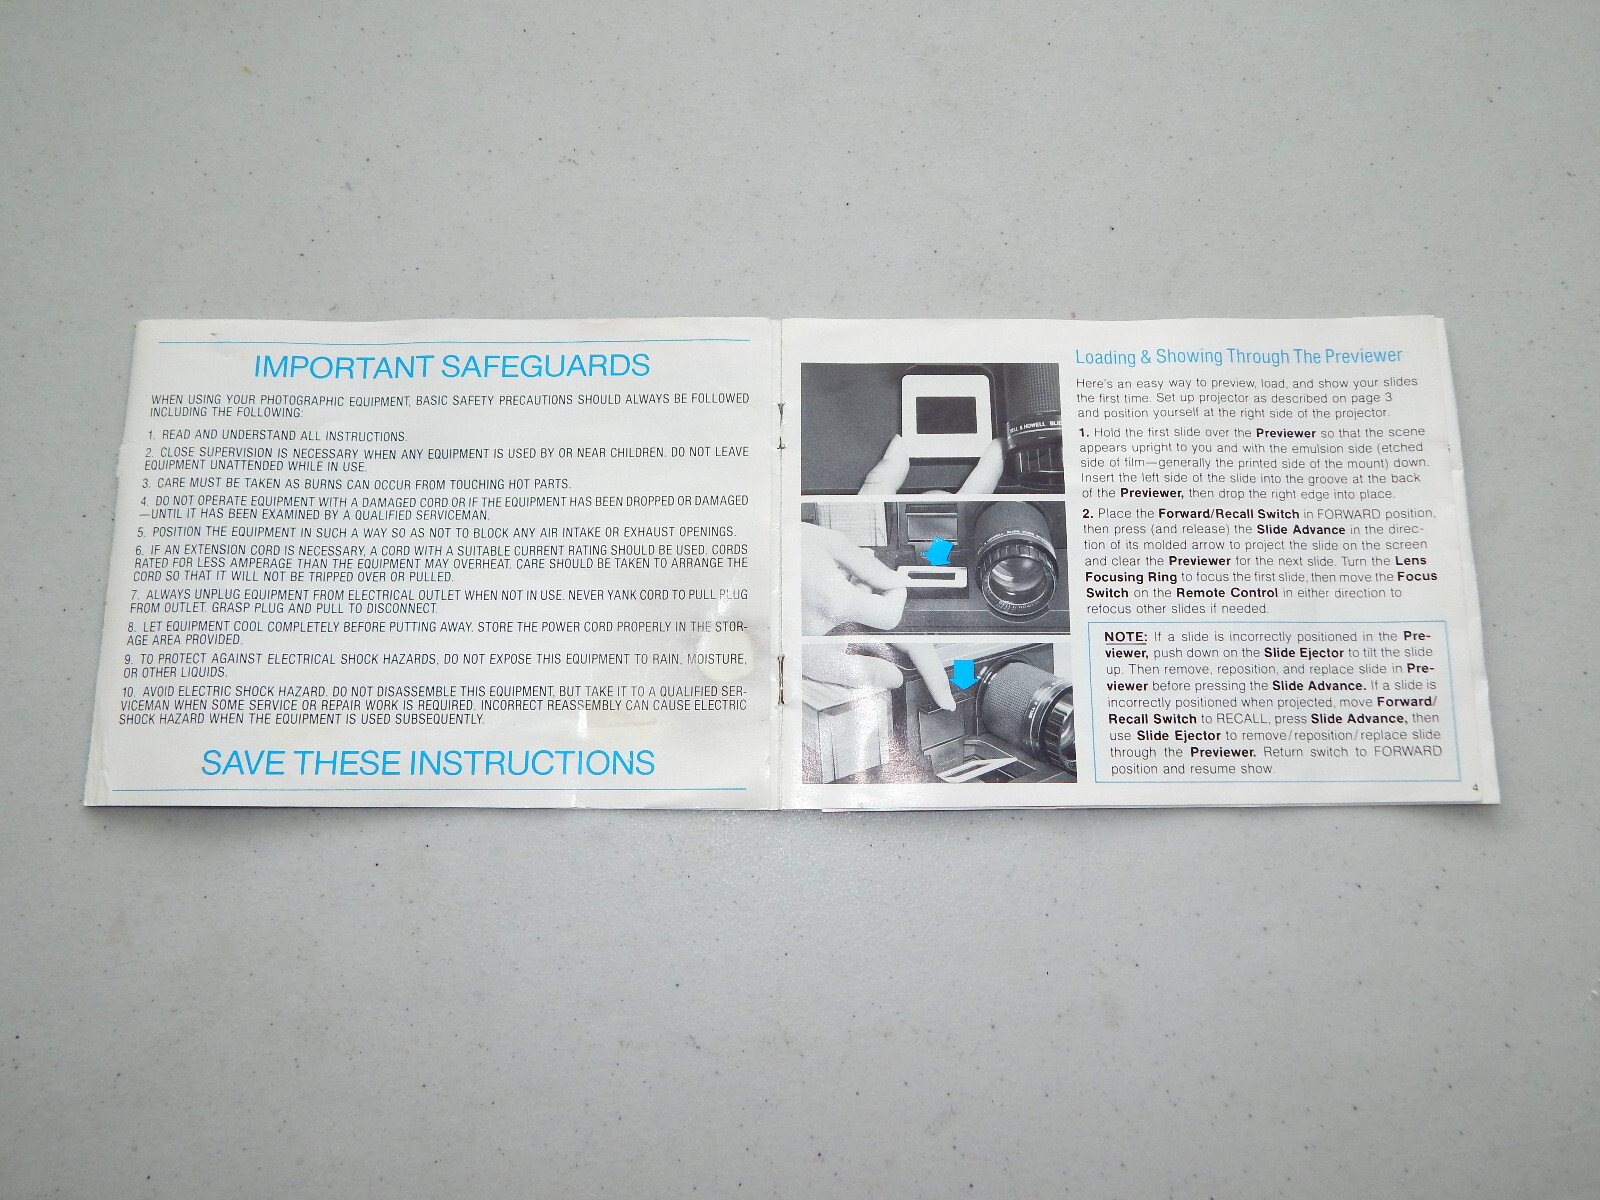 IMPORTANT SAFEGUARDS
WHEN USING YOUR PHOTOGRAPHIC EQUIPMENT, BASIC SAFETY PRECAUTIONS SHOULD ALWAYS BE FOLLOWED
INCLUDING THE FOLLOWING:
1. READ AND UNDERSTAND ALL INSTRUCTIONS.
2. CLOSE SUPERVISION IS NECESSARY WHEN ANY EQUIPMENT IS USED BY OR NEAR CHILDREN. DO NOT LEAVE
EQUIPMENT UNATTENDED WHILE IN USE.
3. CARE MUST BE TAKEN AS BURNS CAN OCCUR FROM TOUCHING HOT PARTS.
4. DO NOT OPERATE EQUIPMENT WITH A DAMAGED CORD OR IF THE EQUIPMENT HAS BEEN DROPPED OR DAMAGED
—UNTIL IT HAS BEEN EXAMINED BY A QUALIFIED SERVICEMAN.
5. POSITION THE EQUIPMENT IN SUCH A WAY SO AS NOT TO BLOCK ANY AIR INTAKE OR EXHAUST OPENINGS.
6. IF AN EXTENSION CORD IS NECESSARY, A CORD WITH A SUITABLE CURRENT RATING SHOULD BE USED. CORDS
RATED FOR LESS AMPERAGE THAN THE EQUIPMENT MAY OVERHEAT. CARE SHOULD BE TAKEN TO ARRANGE THE
CORD SO THAT IT WILL NOT BE TRIPPED OVER OR PULLED.
7. ALWAYS UNPLUG EQUIPMENT FROM ELECTRICAL OUTLET WHEN NOT IN USE. NEVER YANK CORD TO PULL PLUG
FROM OUTLET. GRASP PLUG AND PULL TO DISCONNECT.
8. LET EQUIPMENT COOL COMPLETELY BEFORE PUTTING AWAY. STORE THE POWER CORD PROPERLY IN THE STOR-
AGE AREA PROVIDED.
9. TO PROTECT AGAINST ELECTRICAL SHOCK HAZARDS, DO NOT EXPOSE THIS EQUIPMENT TO RAIN, MOISTURE,
OR OTHER LIQUIDS.
10. AVOID ELECTRIC SHOCK HAZARD. DO NOT DISASSEMBLE THIS EQUIPMENT, BUT TAKE IT TO A QUALIFIED SER-
VICEMAN WHEN SOME SERVICE OR REPAIR WORK IS REQUIRED. INCORRECT REASSEMBLY CAN CAUSE ELECTRIC
SHOCK HAZARD WHEN THE EQUIPMENT IS USED SUBSEQUENTLY.
SAVE THESE INSTRUCTIONS
BELL & HOWELL
Loading & Showing Through The Previewer
Here's an easy way to preview, load, and show your slides
the first time. Set up projector as described on page 3
and position yourself at the right side of the projector.
1. Hold the first slide over the Previewer so that the scene
appears upright to you and with the emulsion side (etched
side of film—generally the printed side of the mount) down.
Insert the left side of the slide into the groove at the back
of the Previewer, then drop the right edge into place.
2. Place the Forward/Recall Switch in FORWARD position,
then press (and release) the Slide Advance in the direc-
tion of its molded arrow to project the slide on the screen
and clear the Previewer for the next slide. Turn the Lens
Focusing Ring to focus the first slide, then move the Focus
Switch on the Remote Control in either direction to
refocus other slides if needed.
NOTE: If a slide is incorrectly positioned in the Pre-
viewer, push down on the Slide Ejector to tilt the slide
up. Then remove, reposition, and replace slide in Pre-
viewer before pressing the Slide Advance. If a slide is
incorrectly positioned when projected, move Forward/
Recall Switch to RECALL, press Slide Advance, then
use Slide Ejector to remove/reposition/replace slide
through the Previewer. Return switch to FORWARD
position and resume show.
4